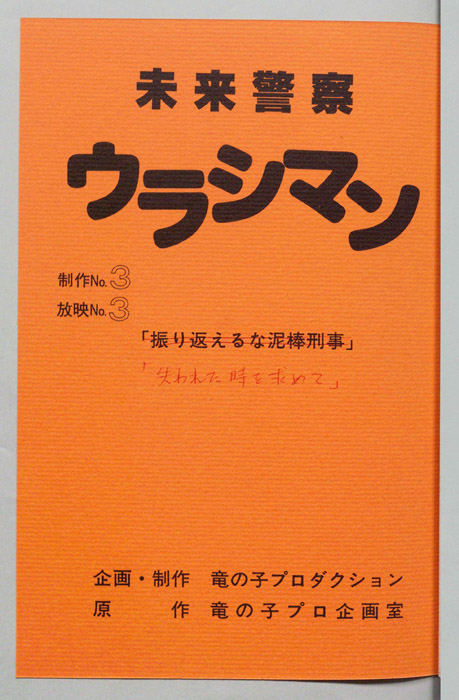 未来警察
ウラシマン
制作No.3
放映No.3
「振り返えるな泥棒刑事」
「失われた時を求めて」
企画・制作 竜の子プロダクション
原 作 竜の子プロ企画室